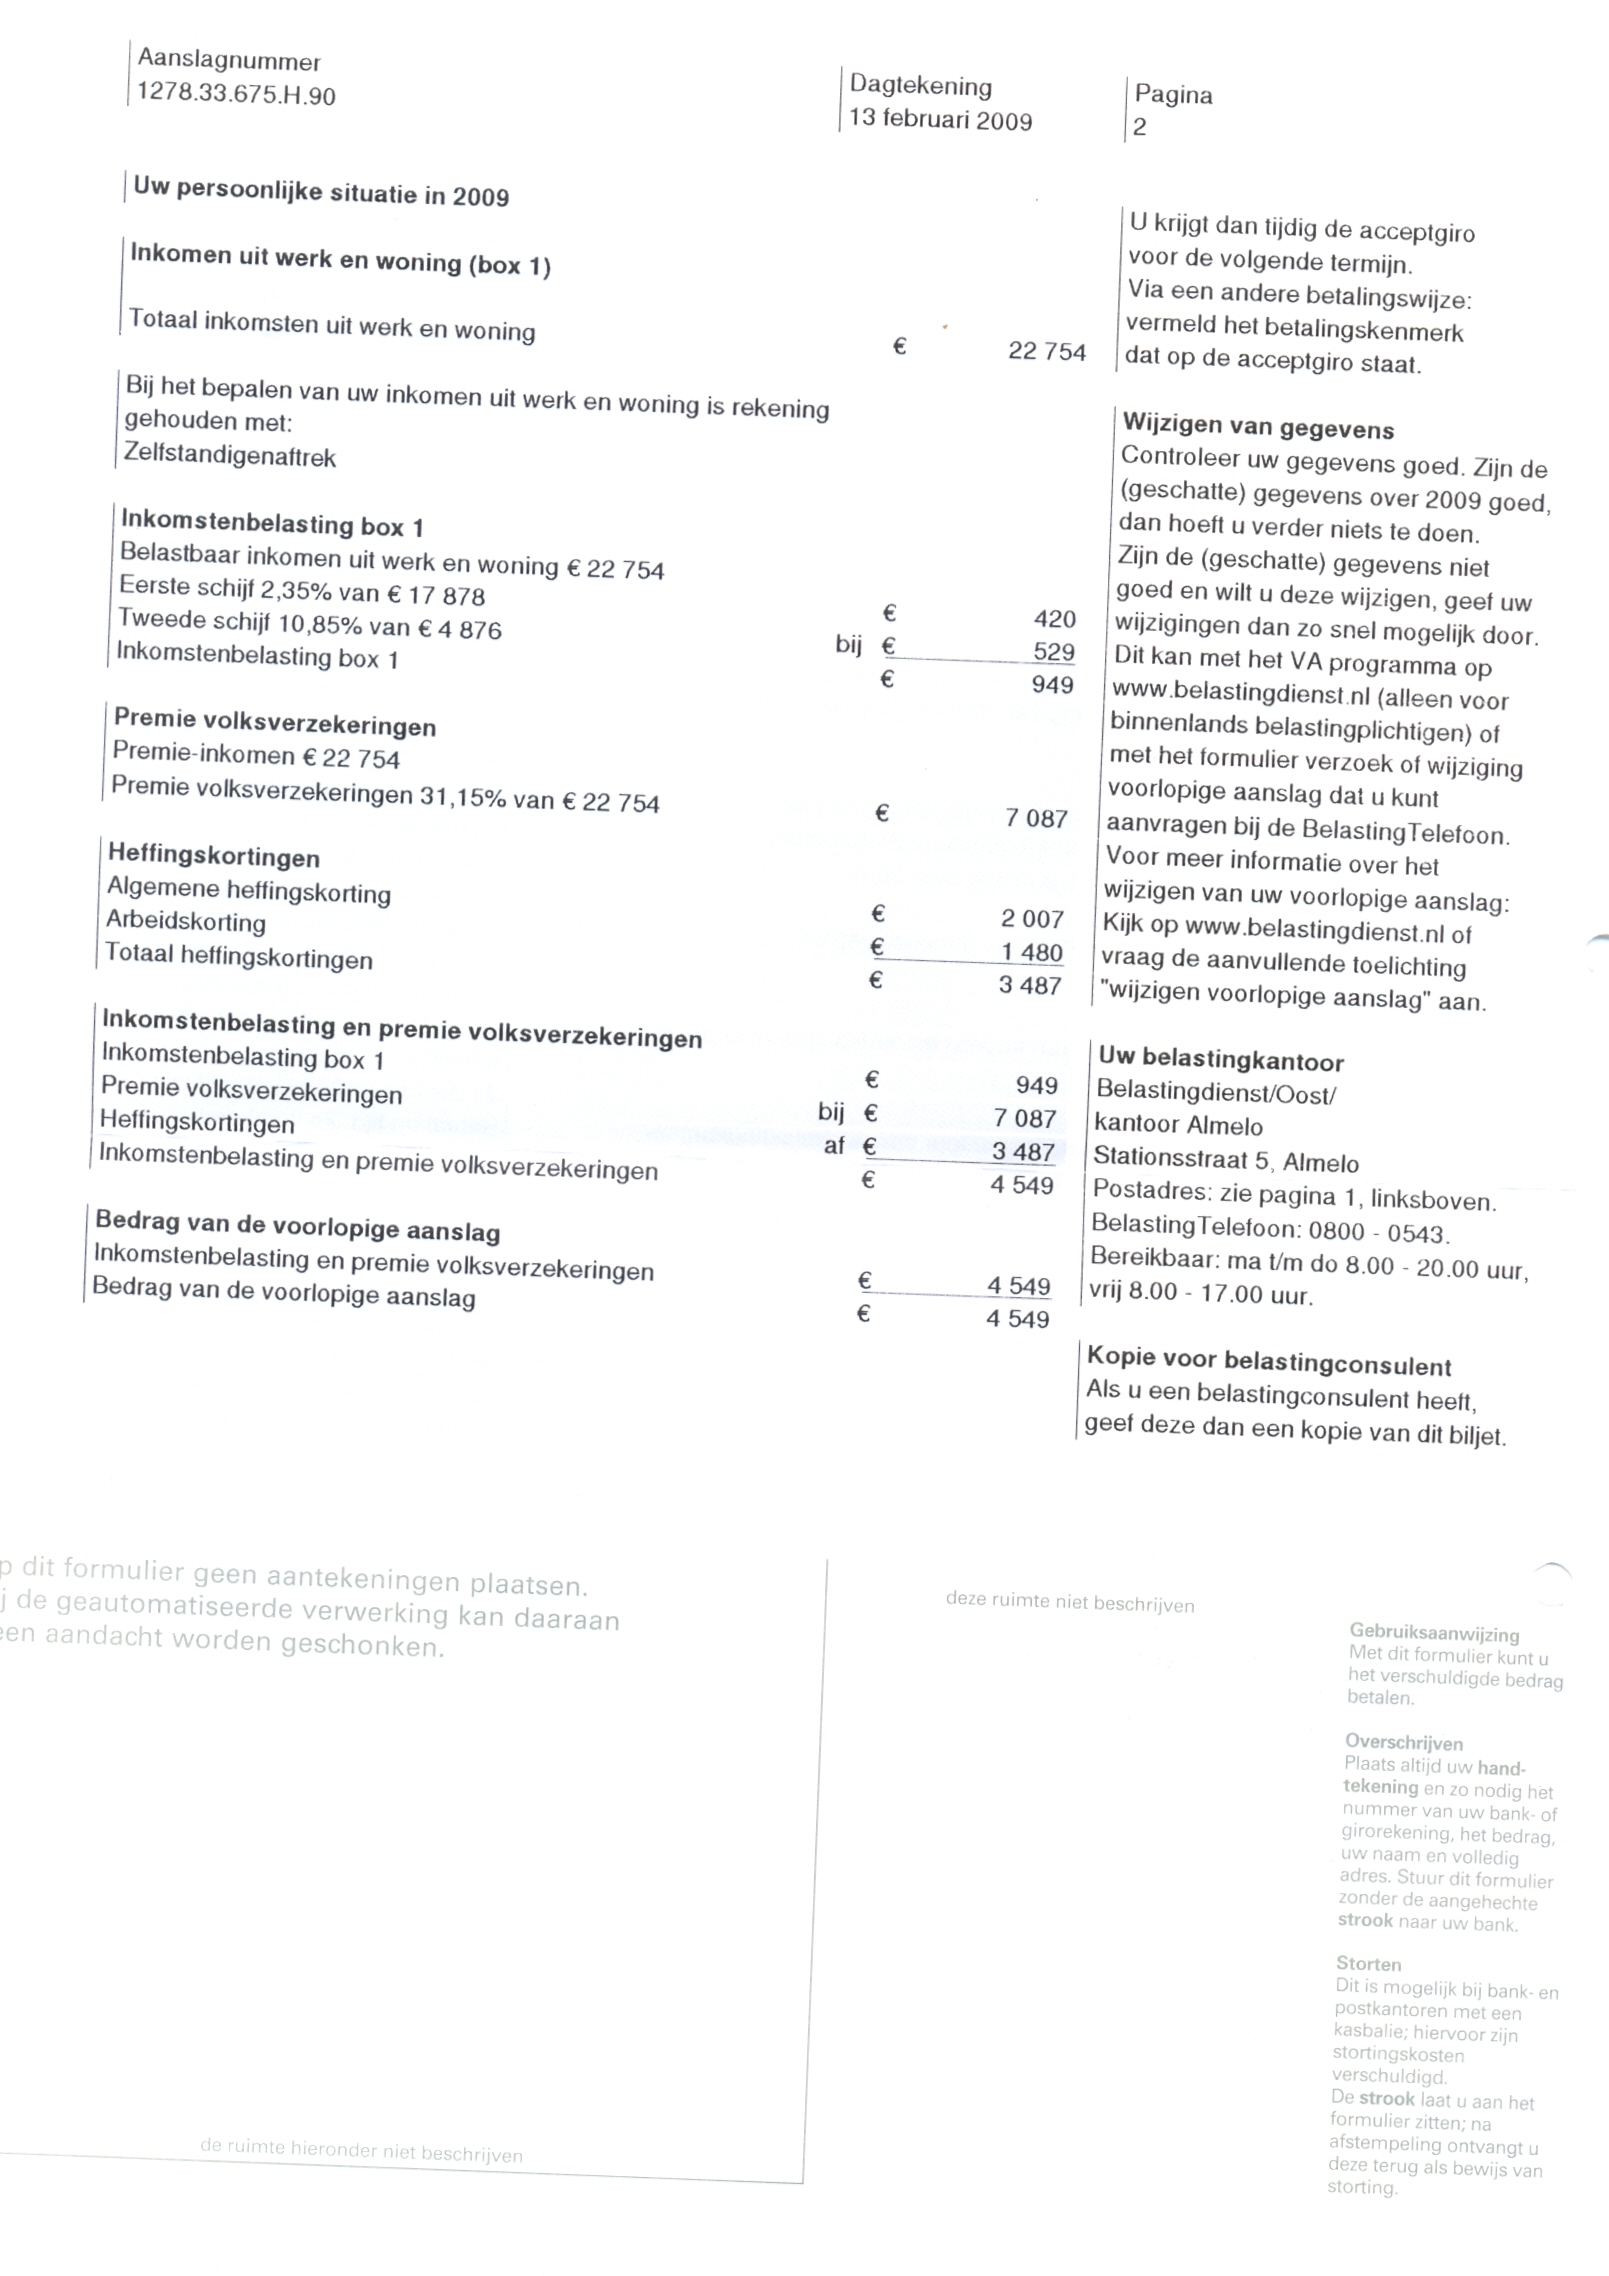 Aanslagnummer
1278.33.675.H.90
Dagtekening
13 februari 2009
Pagina
2
Uw persoonlijke situatie in 2009
Inkomen uit werk en woning (box 1)
Totaal inkomsten uit werk en woning € 22 754
Bij het bepalen van uw inkomen uit werk en woning is rekening
gehouden met:
Zelfstandigenaftrek
Inkomstenbelasting box 1
Belastbaar inkomen uit werk en woning € 22 754
Eerste schijf 2,35% van € 17 878 € 420
Tweede schijf 10,85% van € 4 876 bij € 529
Inkomstenbelasting box 1 € 949
Premie volksverzekeringen
Premie-inkomen € 22 754
Premie volksverzekeringen 31,15% van € 22 754 € 7 087
Heffingskortingen
Algemene heffingskorting € 2 007
Arbeidskorting € 1 480
Totaal heffingskortingen € 3 487
Inkomstenbelasting en premie volksverzekeringen
Inkomstenbelasting box 1 € 949
Premie volksverzekeringen bij € 7 087
Heffingskortingen af € 3 487
Inkomstenbelasting en premie volksverzekeringen € 4 549
Bedrag van de voorlopige aanslag
Inkomstenbelasting en premie volksverzekeringen € 4 549
Bedrag van de voorlopige aanslag € 4 549
U krijgt dan tijdig de acceptgiro
voor de volgende termijn.
Via een andere betalingswijze:
vermeld het betalingskenmerk
dat op de acceptgiro staat.
Wijzigen van gegevens
Controleer uw gegevens goed. Zijn de
(geschatte) gegevens over 2009 goed,
dan hoeft u verder niets te doen.
Zijn de (geschatte) gegevens niet
goed en wilt u deze wijzigen, geef uw
wijzigingen dan zo snel mogelijk door.
Dit kan met het VA programma op
www.belastingdienst.nl (alleen voor
binnenlands belastingplichtigen) of
met het formulier verzoek of wijziging
voorlopige aanslag dat u kunt
aanvragen bij de BelastingTelefoon.
Voor meer informatie over het
wijzigen van uw voorlopige aanslag:
Kijk op www.belastingdienst.nl of
vraag de aanvullende toelichting
"wijzigen voorlopige aanslag" aan.
Uw belastingkantoor
Belastingdienst/Oost/
kantoor Almelo
Stationsstraat 5, Almelo
Postadres: zie pagina 1, linksboven.
BelastingTelefoon: 0800 - 0543.
Bereikbaar: ma t/m do 8.00 - 20.00 uur,
vrij 8.00 - 17.00 uur.
Kopie voor belastingconsulent
Als u een belastingconsulent heeft,
geef deze dan een kopie van dit biljet.
p dit formulier geen aantekeningen plaatsen.
j de geautomatiseerde verwerking kan daaraan
een aandacht worden geschonken.
de ruimte hieronder niet beschrijven
deze ruimte niet beschrijven
Gebruiksaanwijzing
Met dit formulier kunt u
het verschuldigde bedrag
betalen.
Overschrijven
Plaats altijd uw hand-
tekening en zo nodig het
nummer van uw bank- of
girorekening, het bedrag,
uw naam en volledig
adres. Stuur dit formulier
zonder de aangehechte
strook naar uw bank.
Storten
Dit is mogelijk bij bank- en
postkantoren met een
kasbalie; hiervoor zijn
stortingskosten
verschuldigd.
De strook laat u aan het
formulier zitten; na
afstempeling ontvangt u
deze terug als bewijs van
storting.